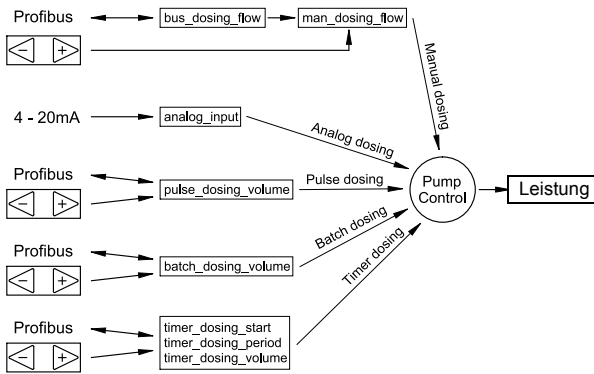 Profibus
bus_dosing_flow
man_dosing_flow
− +
Manual dosing
4 - 20mA
analog_input
Analog dosing
Profibus
pulse_dosing_volume
Pulse dosing
− +
Pump
Control
Leistung
Batch dosing
Profibus
batch_dosing_volume
− +
Timer dosing
Profibus
timer_dosing_start
timer_dosing_period
timer_dosing_volume
− +